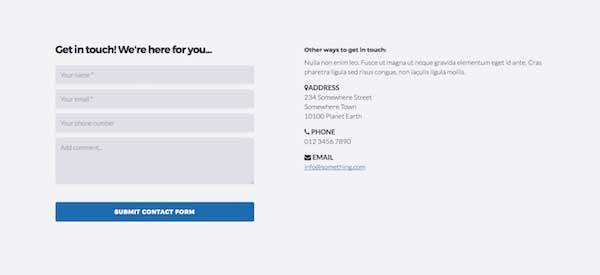 Get in touch! We're here for you...
Your name *
Your email *
Your phone number
Add comment...
SUBMIT CONTACT FORM
Other ways to get in touch:
Nulla non enim leo. Fusce ut magna ut neque gravida elementum eget id ante. Cras
pharetra ligula sed risus congue, non iaculis ligula mollis.
ADDRESS
234 Somewhere Street
Somewhere Town
10100 Planet Earth
PHONE
012 3456 7890
EMAIL
info@something.com